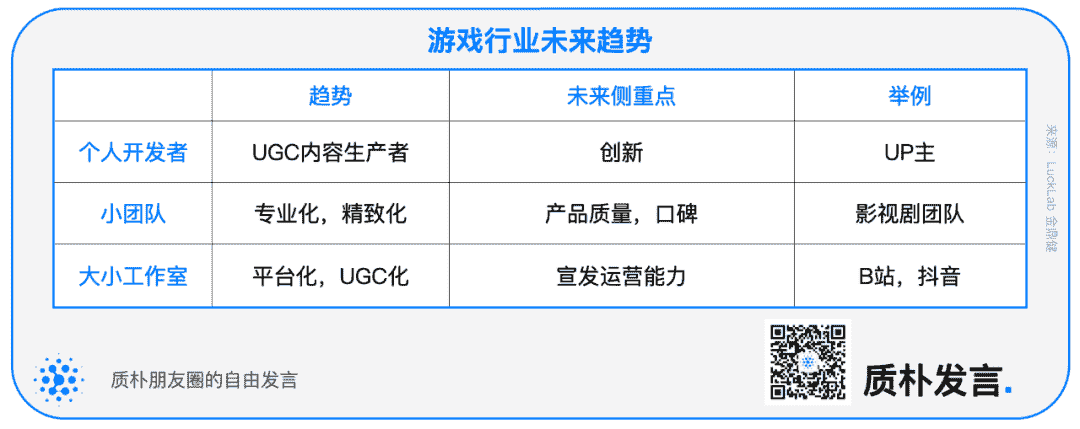 游戏行业未来趋势
趋势 未来侧重点 举例
个人开发者 UGC内容生产者 创新 UP主
小团队 专业化，精致化 产品质量，口碑 影视剧团队
大小工作室 平台化，UGC化 宣发运营能力 B站，抖音
来源：LuckLab 金鼎健
质朴朋友圈的自由发言
质朴发言.